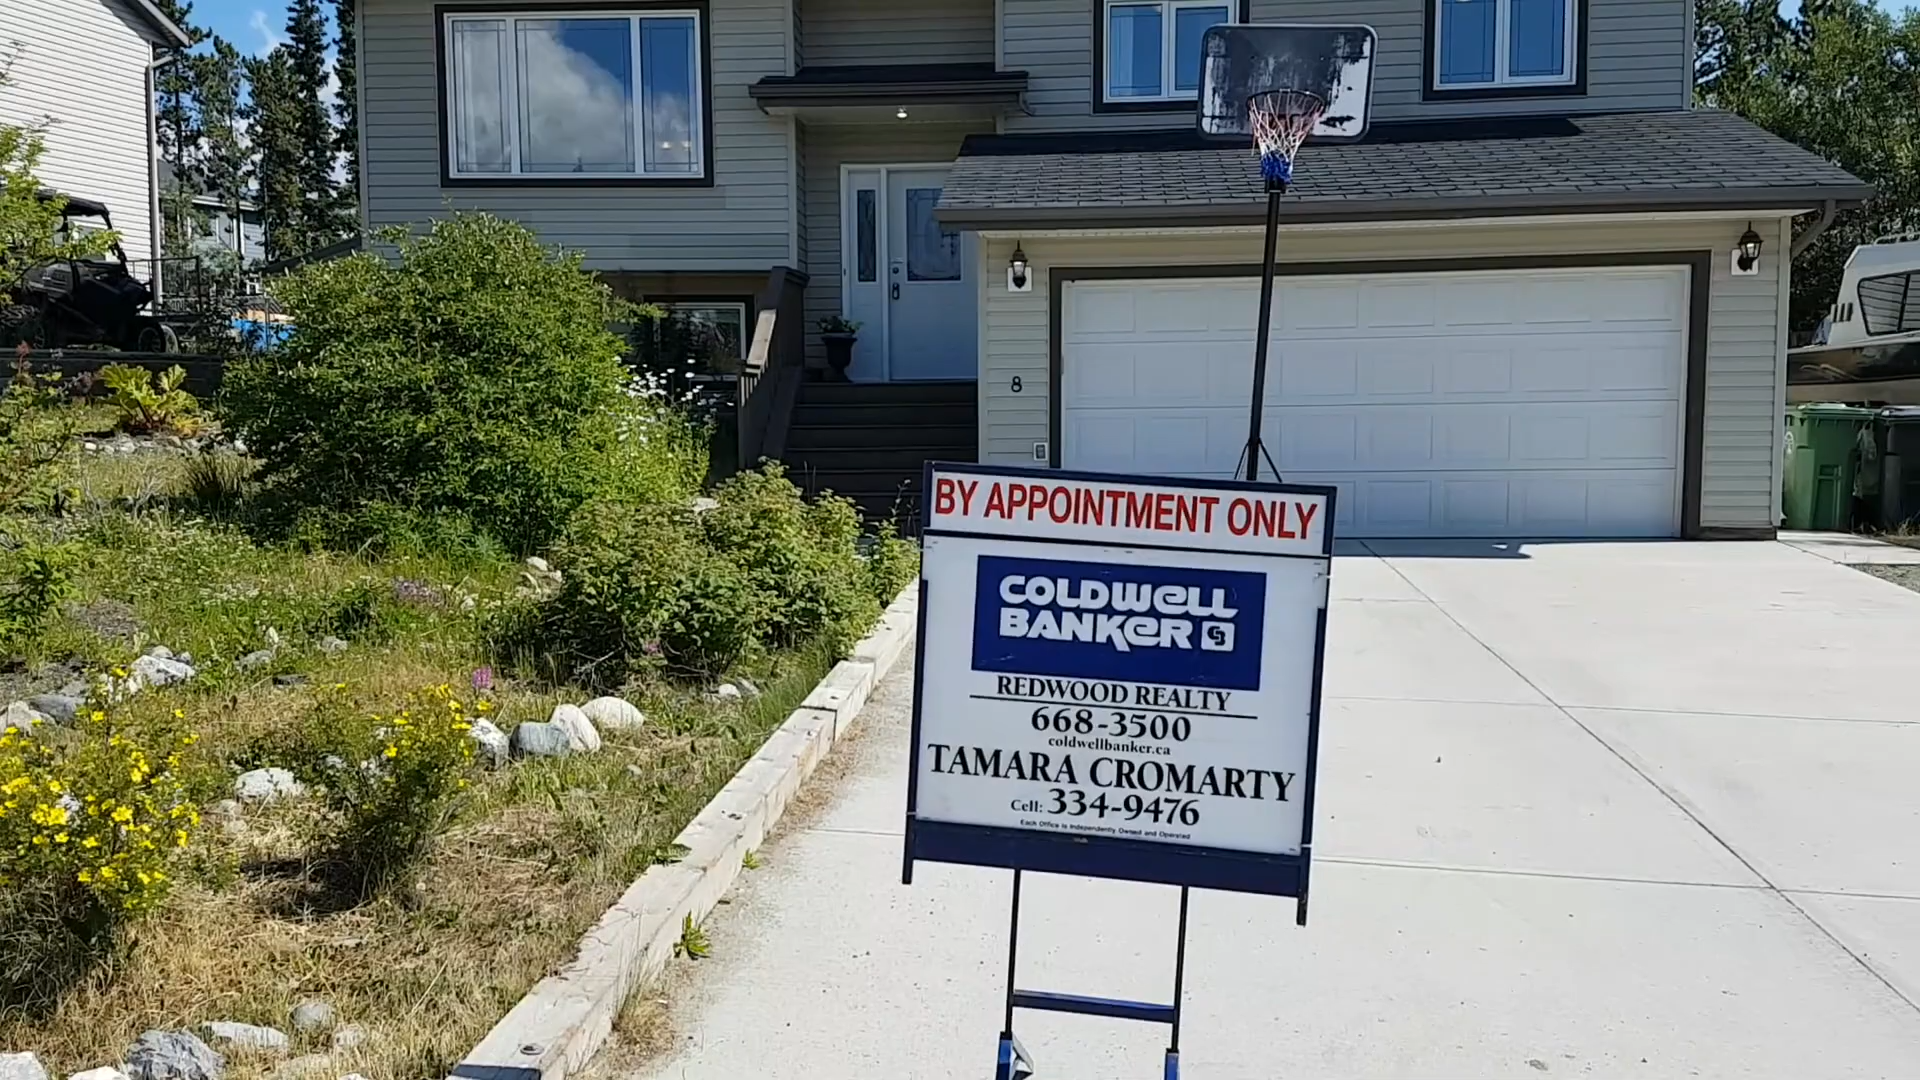 8
BY APPOINTMENT ONLY
COLDWELL
BANKER CB
REDWOOD REALTY
668-3500
coldwellbanker.ca
TAMARA CROMARTY
Cell: 334-9476
Each Office is Independently Owned and Operated